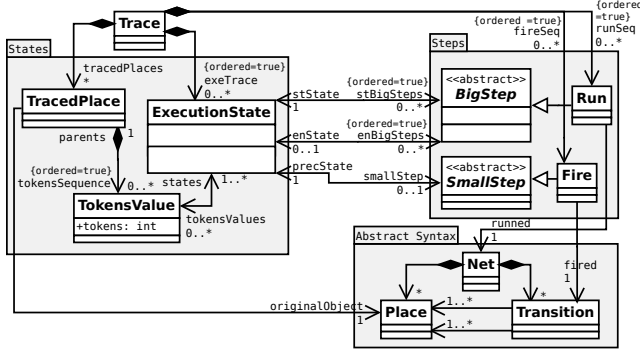 Trace
{ordered =true}
fireSeq
0..*
{ordered
=true}
runSeq
0..*
States
tracedPlaces
*
{ordered=true}
exeTrace
0..*
Steps
TracedPlace
ExecutionState
stState
1
{ordered=true}
stBigSteps
0..*
<<abstract>>
BigStep
Run
parents
1
enState
0..1
{ordered=true}
enBigSteps
0..*
{ordered=true}
tokensSequence
0..*
states
1..*
precState
1
smallStep
0..1
<<abstract>>
SmallStep
Fire
TokensValue
+tokens: int
tokensValues
0..*
runned
1
Abstract Syntax
Net
fired
1
originalObject
1
*
*
Place
1..*
1..*
Transition